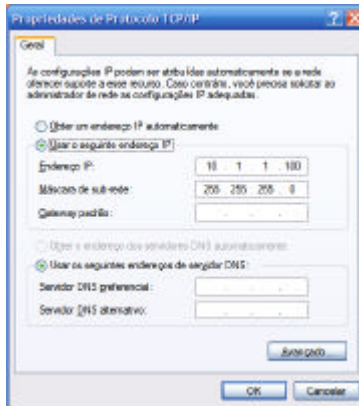 Propriedades de Protocolo TCP/IP
Geral
As configurações IP podem ser atribuídas automaticamente se a rede
oferecer suporte a esse recurso. Caso contrário, você precisa solicitar ao
administrador de rede as configurações IP adequadas.
Obter um endereço IP automaticamente
Usar o seguinte endereço IP
Endereço IP: 10 . 1 . 1 . 100
Máscara de sub-rede: 255 . 255 . 255 . 0
Gateway padrão: . . .
Obter o endereço dos servidores DNS automaticamente
Usar os seguintes endereços de servidor DNS:
Servidor DNS preferencial: . . .
Servidor DNS alternativo: . . .
Avançado
OK
Cancelar